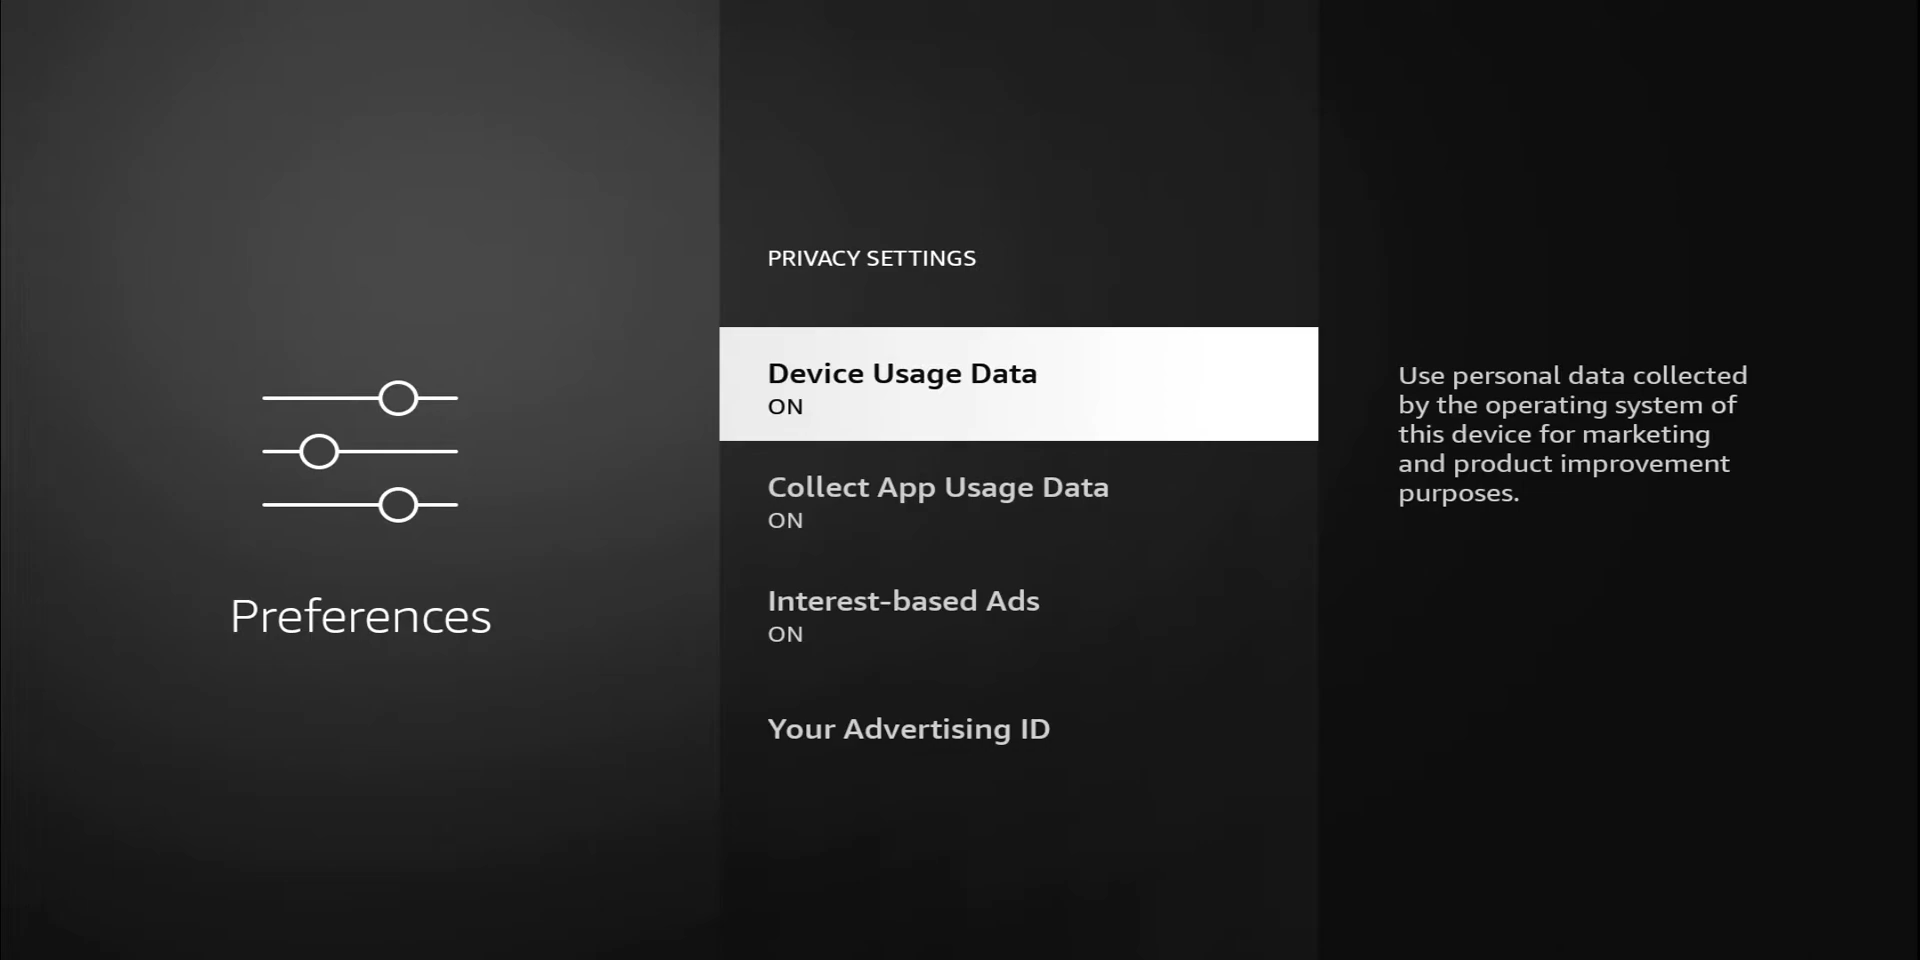 Preferences
PRIVACY SETTINGS
Device Usage Data
ON
Collect App Usage Data
ON
Interest-based Ads
ON
Your Advertising ID
Use personal data collected
by the operating system of
this device for marketing
and product improvement
purposes.